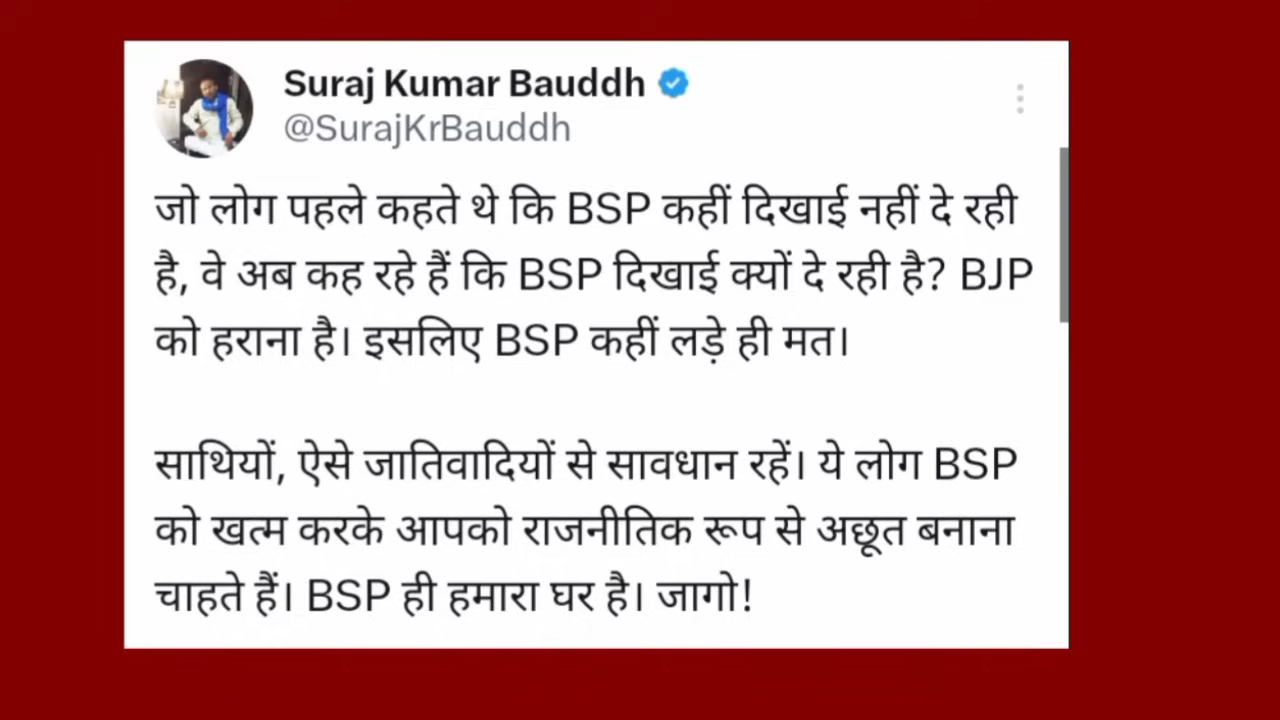 Suraj Kumar Bauddh
@SurajKrBauddh
जो लोग पहले कहते थे कि BSP कहीं दिखाई नहीं दे रही
है, वे अब कह रहे हैं कि BSP दिखाई क्यों दे रही है? BJP
को हराना है। इसलिए BSP कहीं लड़े ही मत।
साथियों, ऐसे जातिवादियों से सावधान रहें। ये लोग BSP
को खत्म करके आपको राजनीतिक रूप से अछूत बनाना
चाहते हैं। BSP ही हमारा घर है। जागो!